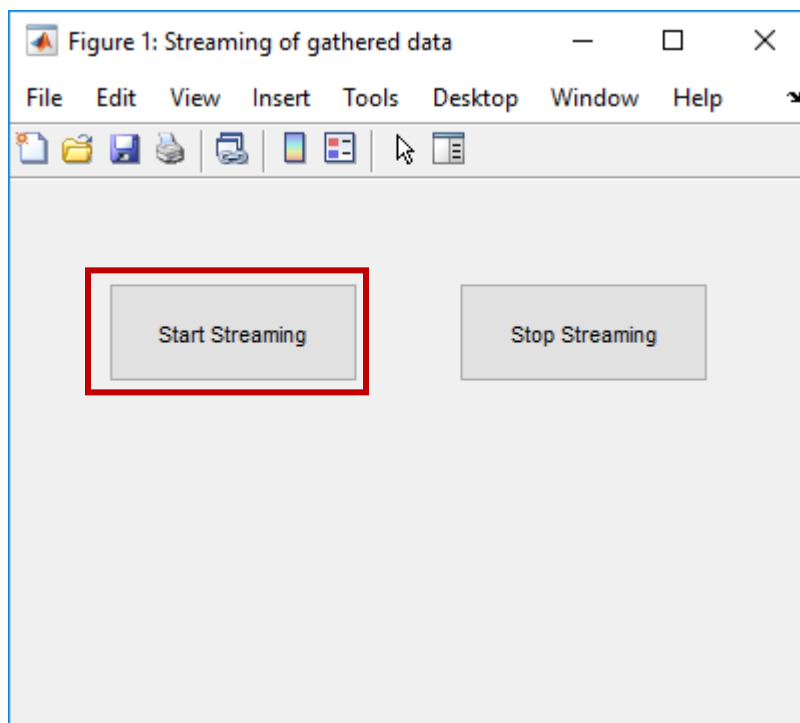 Figure 1: Streaming of gathered data
File Edit View Insert Tools Desktop Window Help
Start Streaming Stop Streaming